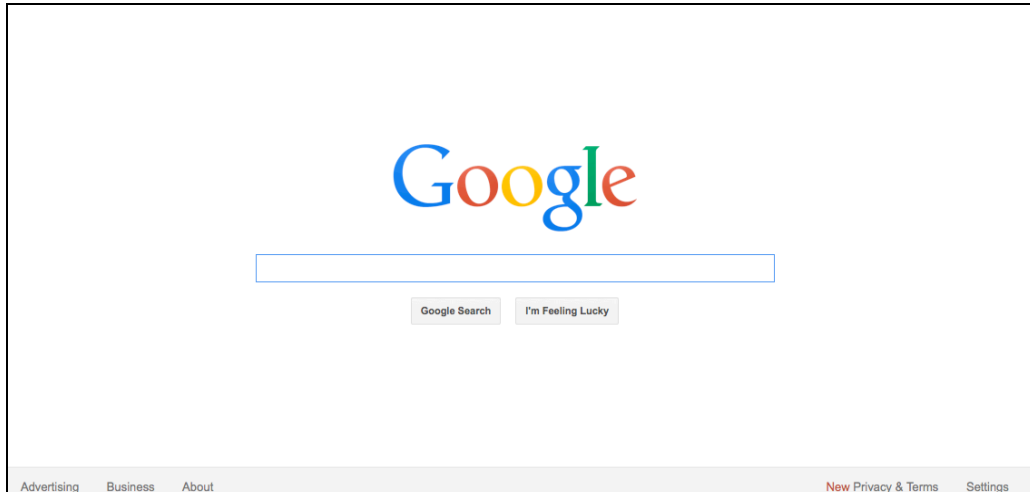 Google
Google Search I'm Feeling Lucky
Advertising Business About New Privacy & Terms Settings